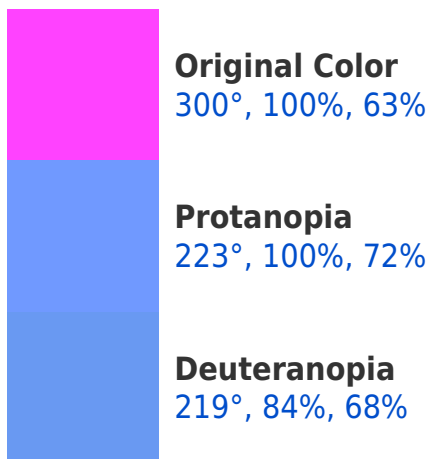 Original Color
300°, 100%, 63%
Protanopia
223°, 100%, 72%
Deuteranopia
219°, 84%, 68%